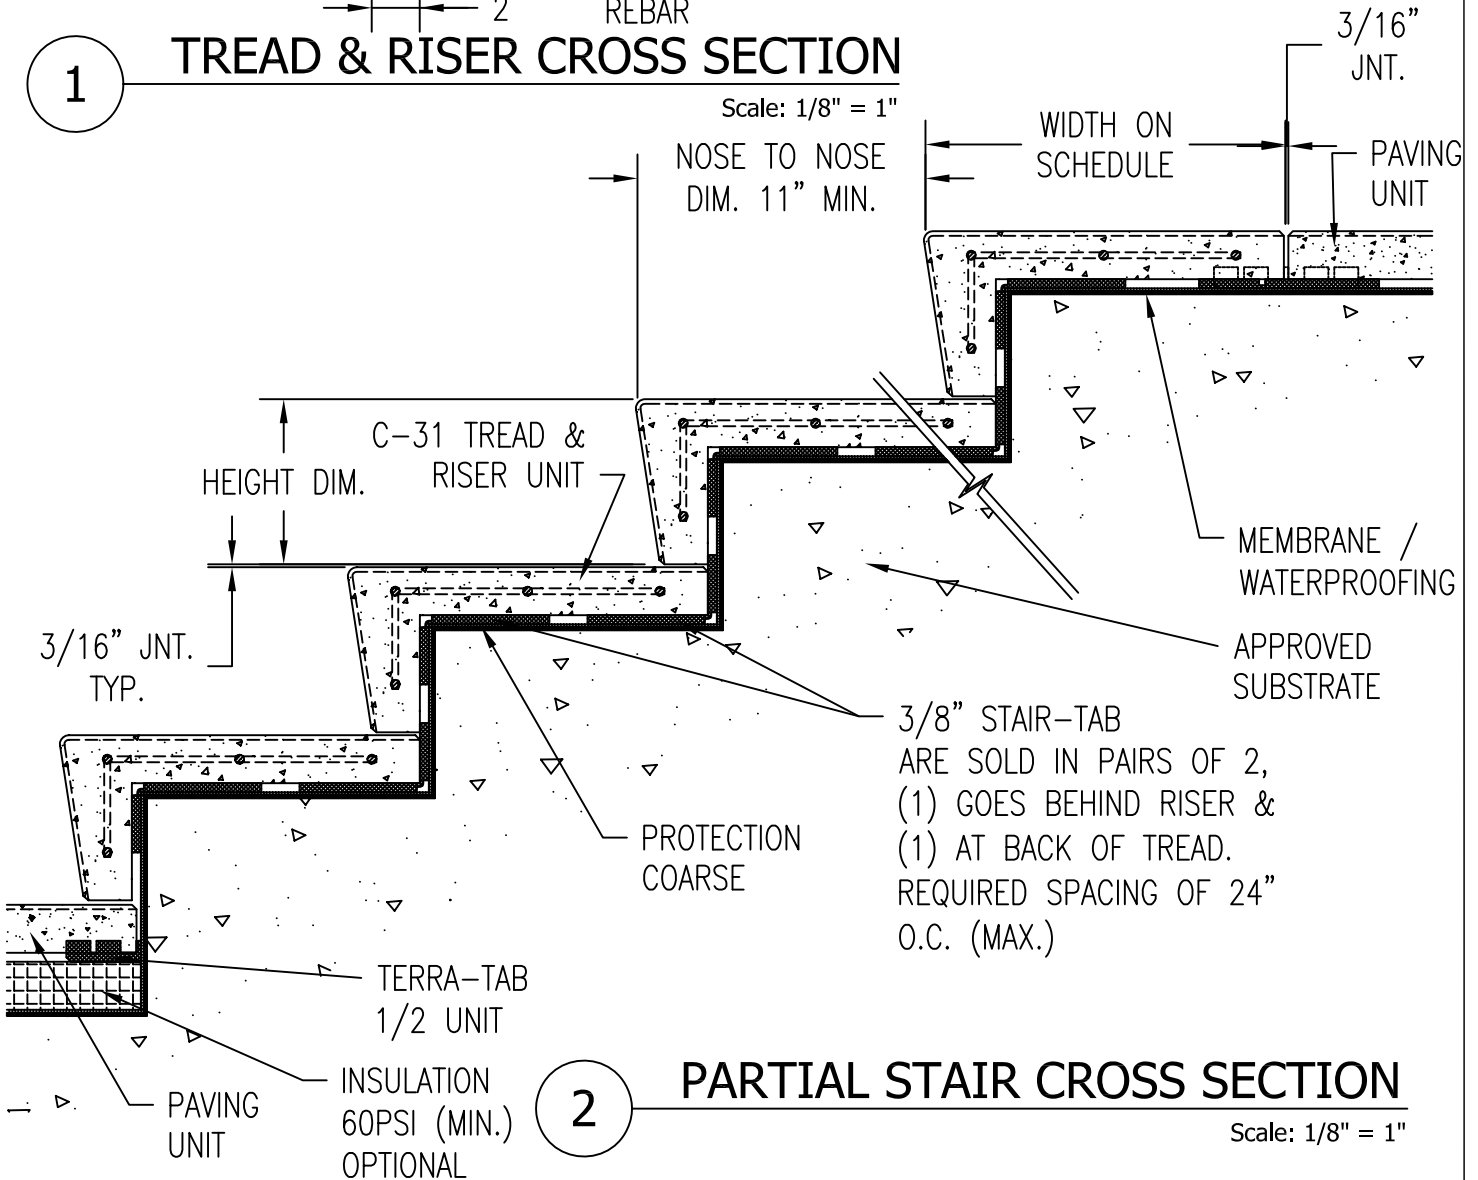 2
REBAR
1
TREAD & RISER CROSS SECTION
Scale: 1/8" = 1"
3/16"
JNT.
NOSE TO NOSE
DIM. 11" MIN.
WIDTH ON
SCHEDULE
PAVING
UNIT
C-31 TREAD &
RISER UNIT
HEIGHT DIM.
3/16" JNT.
TYP.
MEMBRANE /
WATERPROOFING
APPROVED
SUBSTRATE
3/8" STAIR-TAB
ARE SOLD IN PAIRS OF 2,
(1) GOES BEHIND RISER &
(1) AT BACK OF TREAD.
REQUIRED SPACING OF 24"
O.C. (MAX.)
PROTECTION
COARSE
TERRA-TAB
1/2 UNIT
INSULATION
60PSI (MIN.)
OPTIONAL
PAVING
UNIT
2
PARTIAL STAIR CROSS SECTION
Scale: 1/8" = 1"